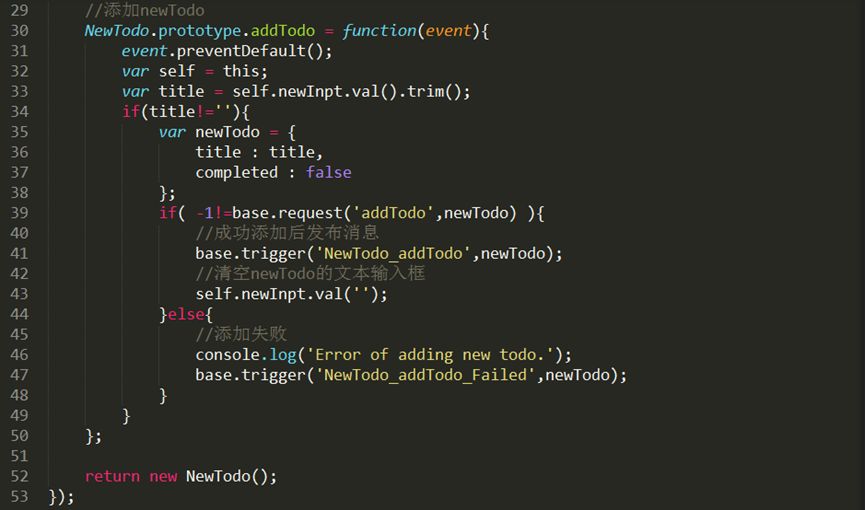 29 //添加newTodo
30 NewTodo.prototype.addTodo = function(event){
31 event.preventDefault();
32 var self = this;
33 var title = self.newInpt.val().trim();
34 if(title!=''){
35 var newTodo = {
36 title : title,
37 completed : false
38 };
39 if( -1!=base.request('addTodo',newTodo) ){
40 //成功添加后发布消息
41 base.trigger('NewTodo_addTodo',newTodo);
42 //清空newTodo的文本输入框
43 self.newInpt.val('');
44 }else{
45 //添加失败
46 console.log('Error of adding new todo.');
47 base.trigger('NewTodo_addTodo_Failed',newTodo);
48 }
49 }
50 };
51
52 return new NewTodo();
53 });